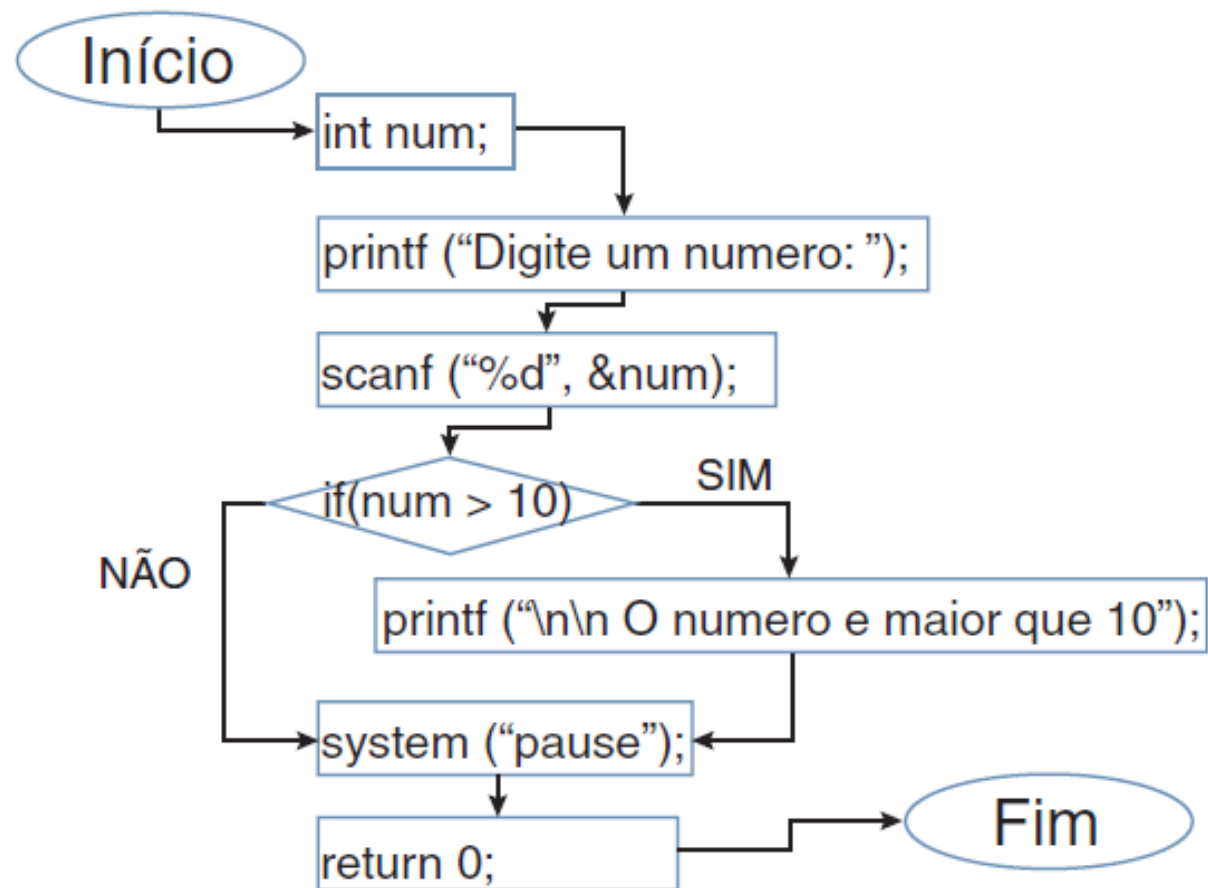 Início
int num;
printf (“Digite um numero: ”);
scanf (“%d”, &num);
if(num > 10)
SIM
NÃO
printf (“\n\n O numero e maior que 10”);
system (“pause”);
return 0;
Fim